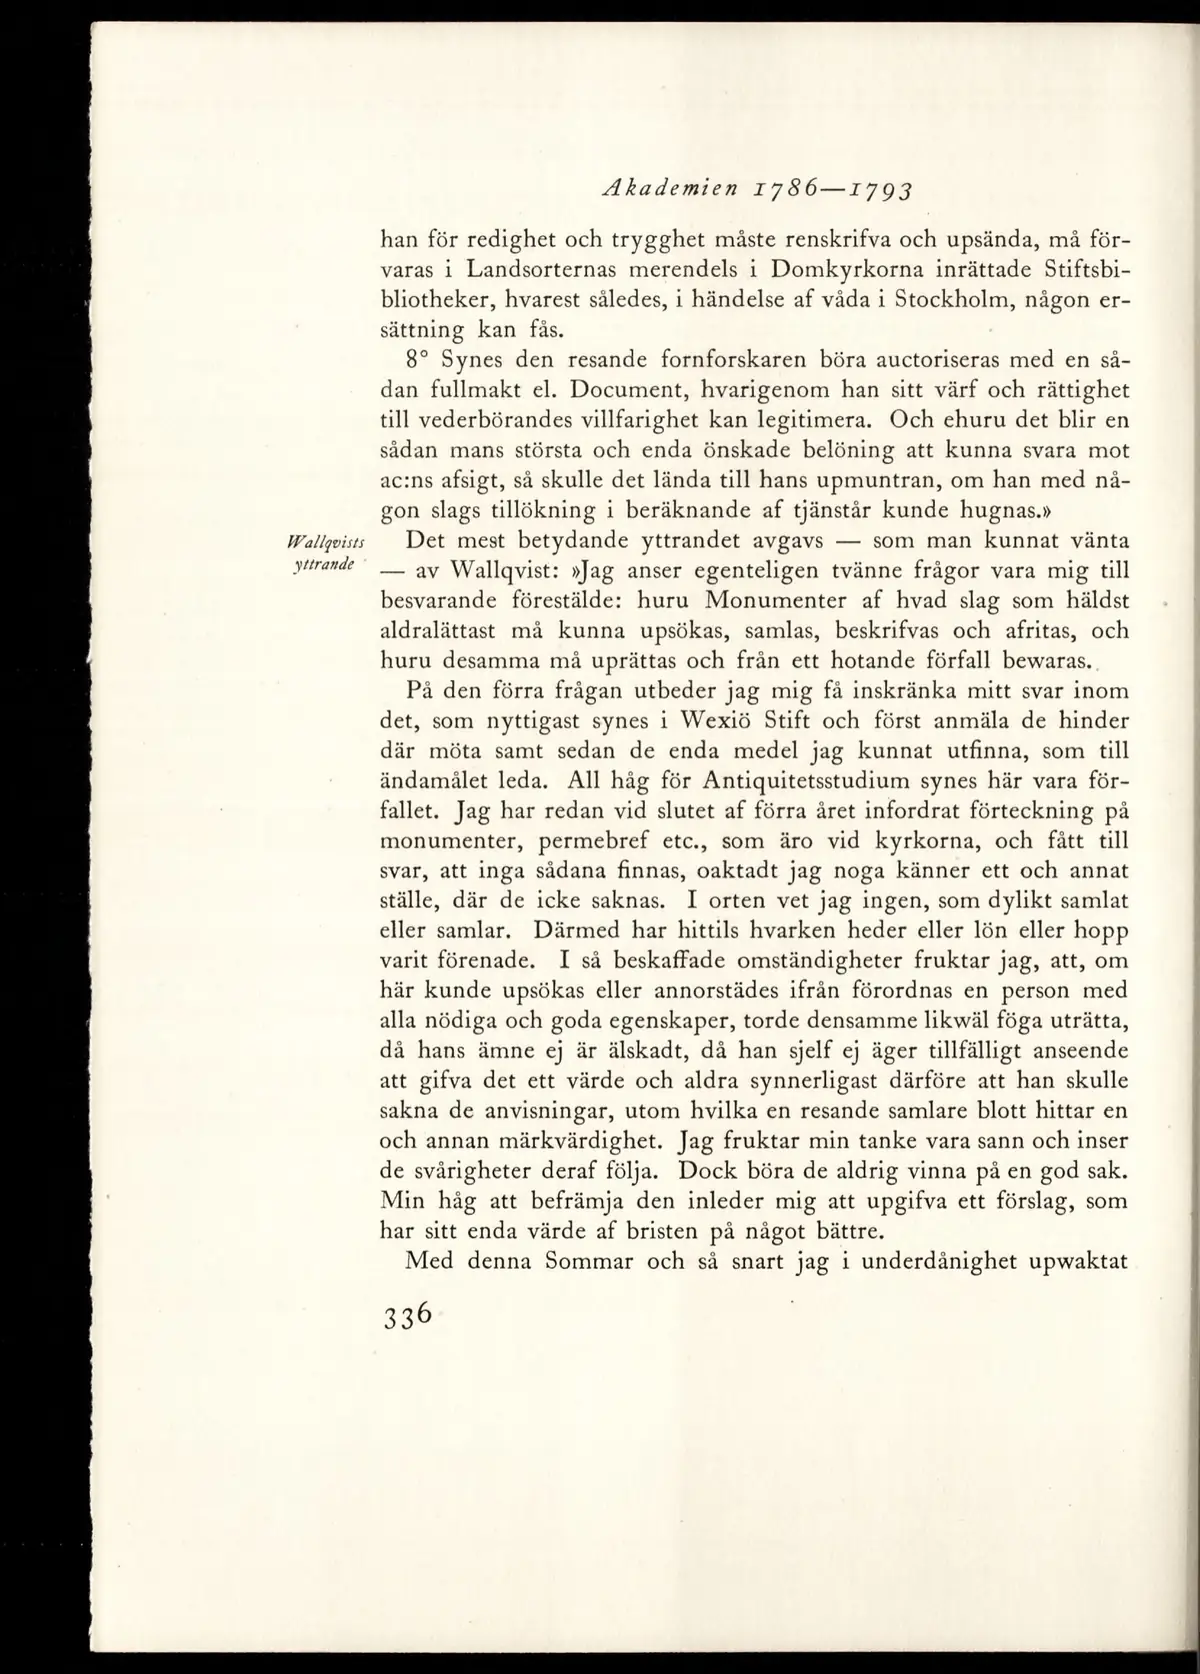 Akademien 1786—1793
han för redighet och trygghet måste renskrifva och upsända, må för-
varas i Landsorternas merendels i Domkyrkorna inrättade Stiftsbi-
bliotheker, hvarest således, i händelse af våda i Stockholm, någon er-
sättning kan fås.
8° Synes den resande fornforskaren böra auctoriseras med en så-
dan fullmakt el. Document, hvarigenom han sitt värf och rättighet
till vederbörandes villfarighet kan legitimera. Och ehuru det blir en
sådan mans största och enda önskade belöning att kunna svara mot
ac:ns afsigt, så skulle det lända till hans upmuntran, om han med nå-
gon slags tillökning i beräknande af tjänstår kunde hugnas.»
Wallqvists
yttrande
Det mest betydande yttrandet avgavs — som man kunnat vänta
— av Wallqvist: »Jag anser egenteligen tvänne frågor vara mig till
besvarande förestälde: huru Monumenter af hvad slag som häldst
aldralättast må kunna upsökas, samlas, beskrifvas och afritas, och
huru desamma må uprättas och från ett hotande förfall bewaras.
På den förra frågan utbeder jag mig få inskränka mitt svar inom
det, som nyttigast synes i Wexiö Stift och först anmäla de hinder
där möta samt sedan de enda medel jag kunnat utfinna, som till
ändamålet leda. All håg för Antiquitetsstudium synes här vara för-
fallet. Jag har redan vid slutet af förra året infordrat förteckning på
monumenter, permebref etc., som äro vid kyrkorna, och fått till
svar, att inga sådana finnas, oaktadt jag noga känner ett och annat
ställe, där de icke saknas. I orten vet jag ingen, som dylikt samlat
eller samlar. Därmed har hittils hvarken heder eller lön eller hopp
varit förenade. I så beskaffade omständigheter fruktar jag, att, om
här kunde upsökas eller annorstädes ifrån förordnas en person med
alla nödiga och goda egenskaper, torde densamme likwäl föga uträtta,
då hans ämne ej är älskadt, då han sjelf ej äger tillfälligt anseende
att gifva det ett värde och aldra synnerligast därföre att han skulle
sakna de anvisningar, utom hvilka en resande samlare blott hittar en
och annan märkvärdighet. Jag fruktar min tanke vara sann och inser
de svårigheter deraf följa. Dock böra de aldrig vinna på en god sak.
Min håg att befrämja den inleder mig att upgifva ett förslag, som
har sitt enda värde af bristen på något bättre.
Med denna Sommar och så snart jag i underdånighet upwaktat
336